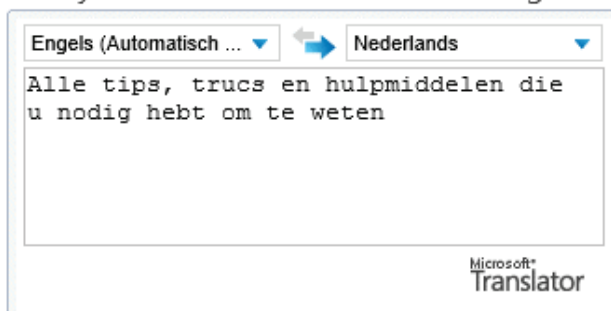 Engels (Automatisch ...
Nederlands
Alle tips, trucs en hulpmiddelen die
u nodig hebt om te weten
Microsoft®
Translator